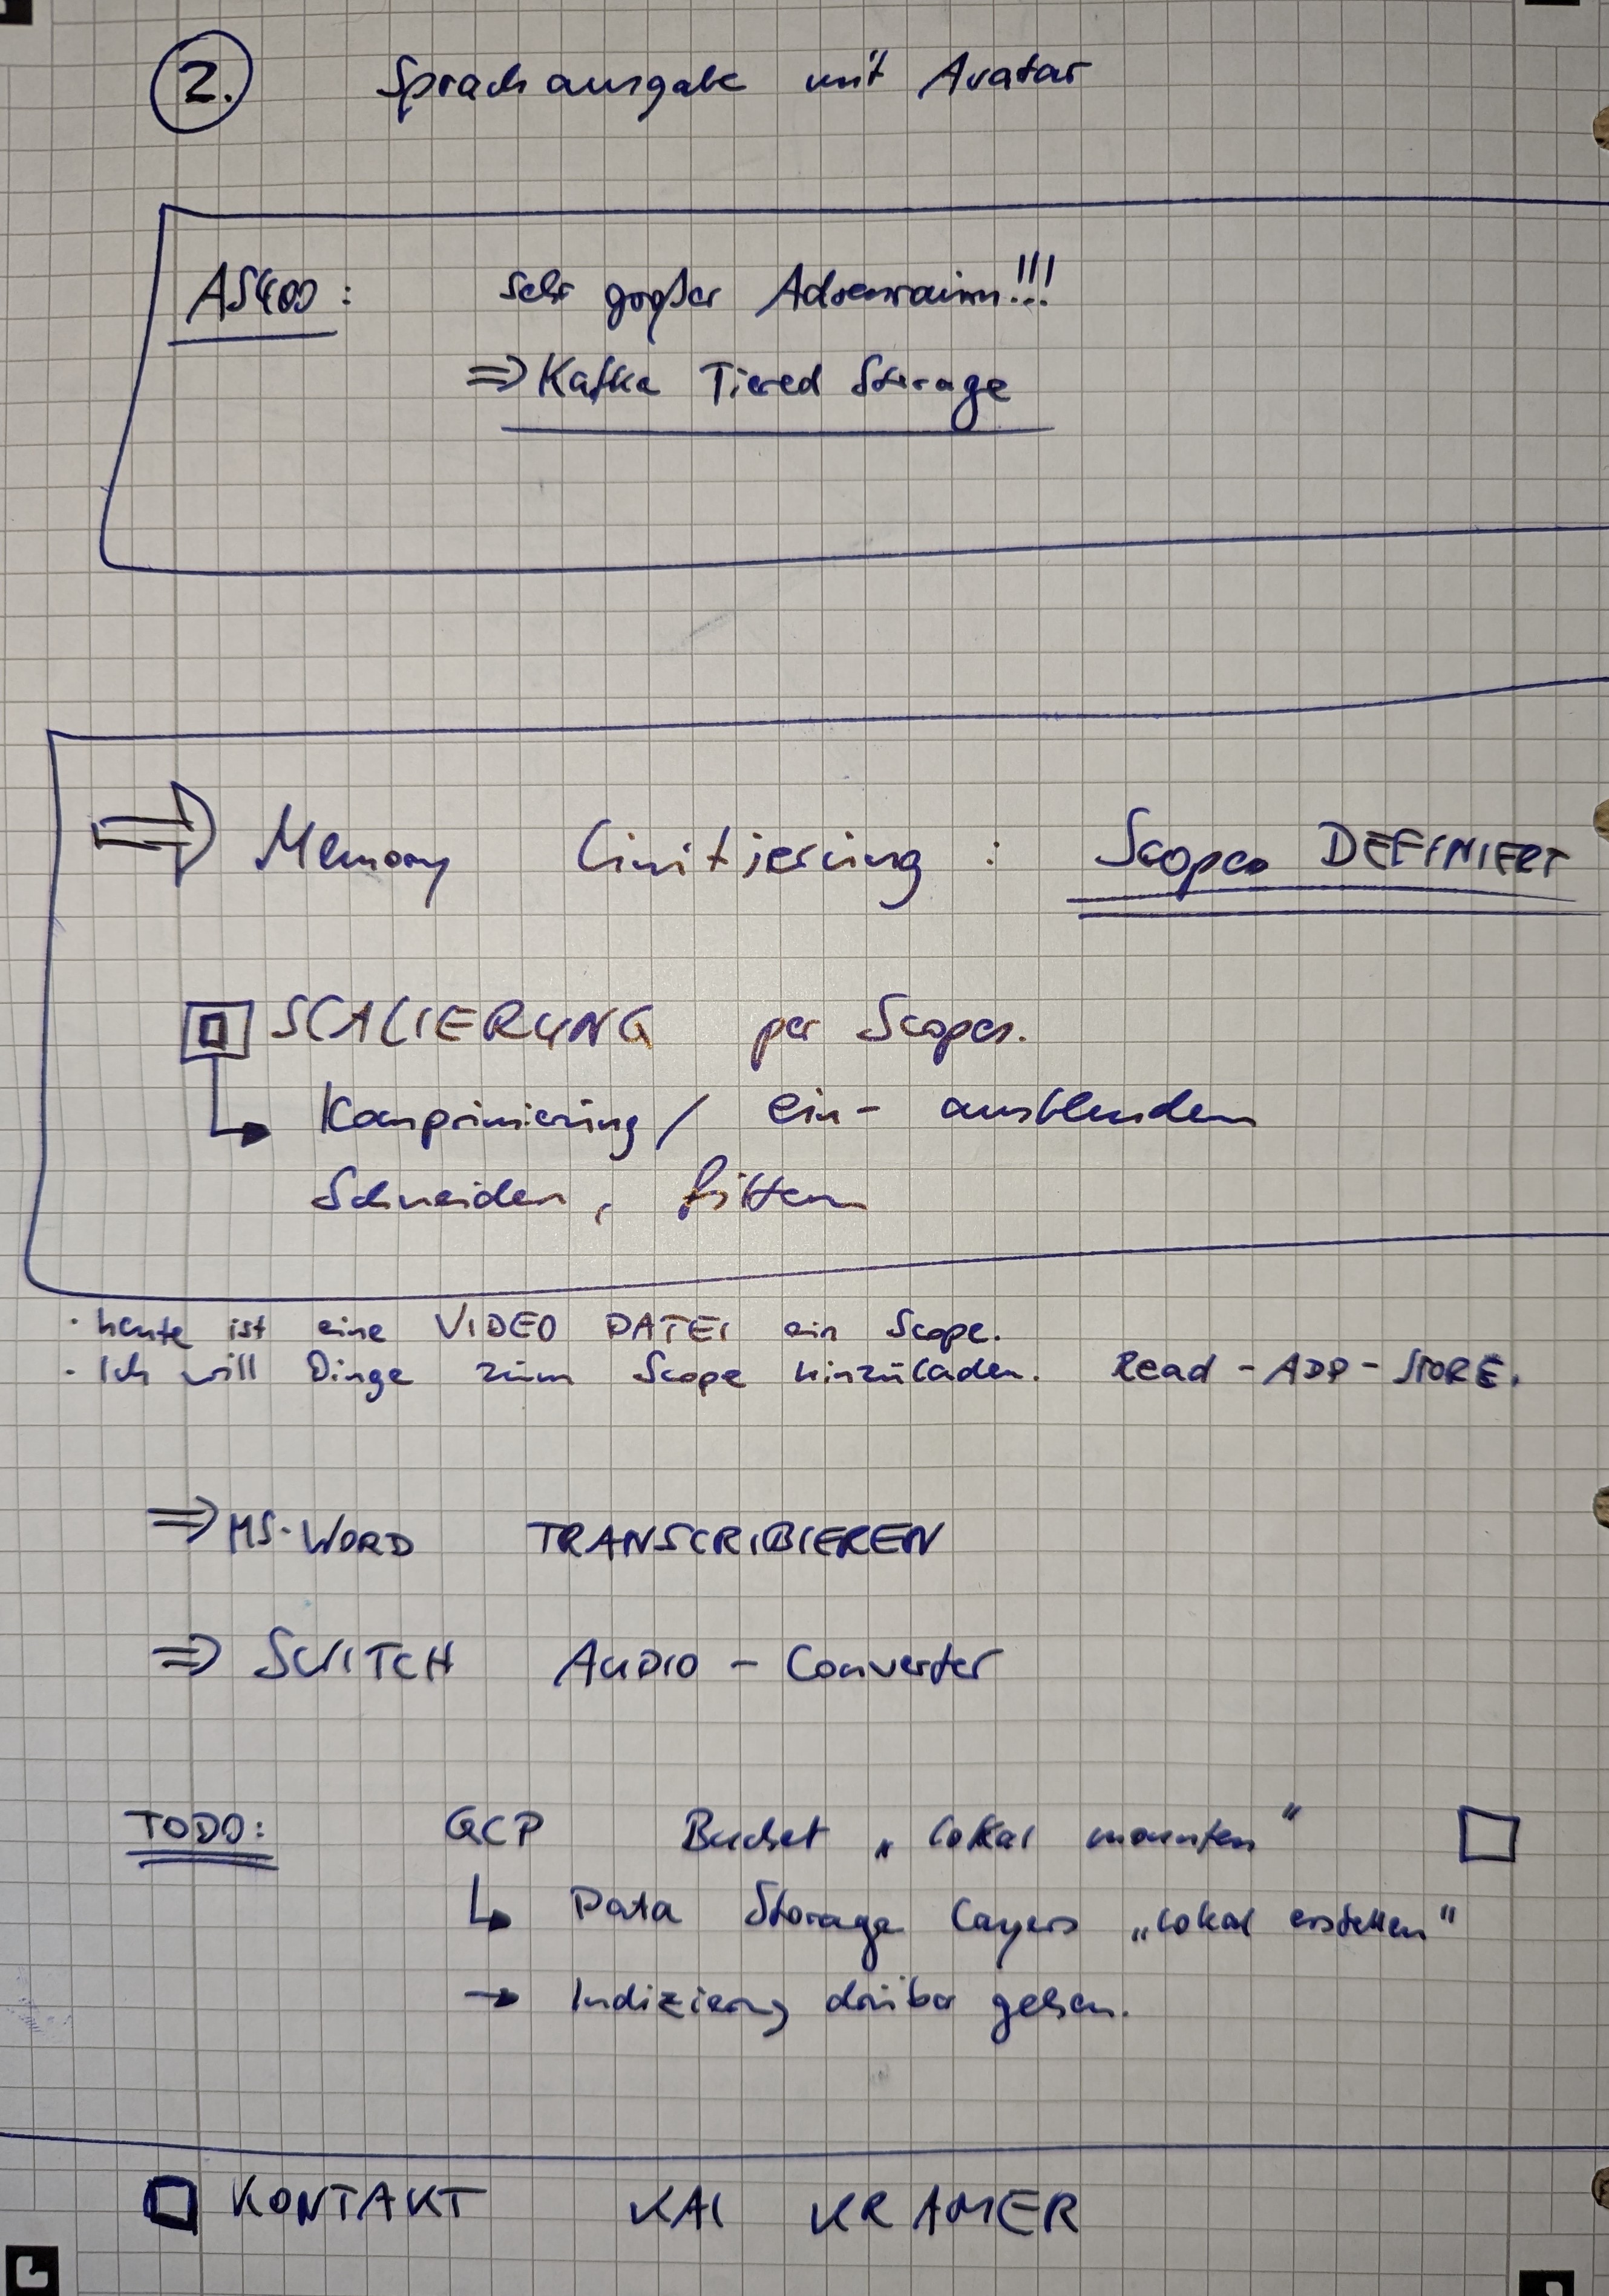 2. Sprachausgabe mit Avatar
AS400: sehr großer Adressraum!!!
⇒ Kafka Tiered Storage
⇒ Memory Limitierung: Scopes DEFINIERT
SCALIERUNG per Scopes.
Komprimierung / ein- ausblenden
Schneiden, filtern
· heute ist eine VIDEO DATEI ein Scope.
· Ich will Dinge zum Scope hinzuladen. Read - ADD - STORE.
⇒ MS-WORD TRANSCRIBIEREN
⇒ SWITCH AUDIO - Converter
TODO: GCP Bucket „lokal mounten“
Data Storage Layers „lokal erstellen“
→ Indizierung drüber gehen.
KONTAKT KAI KRAMER